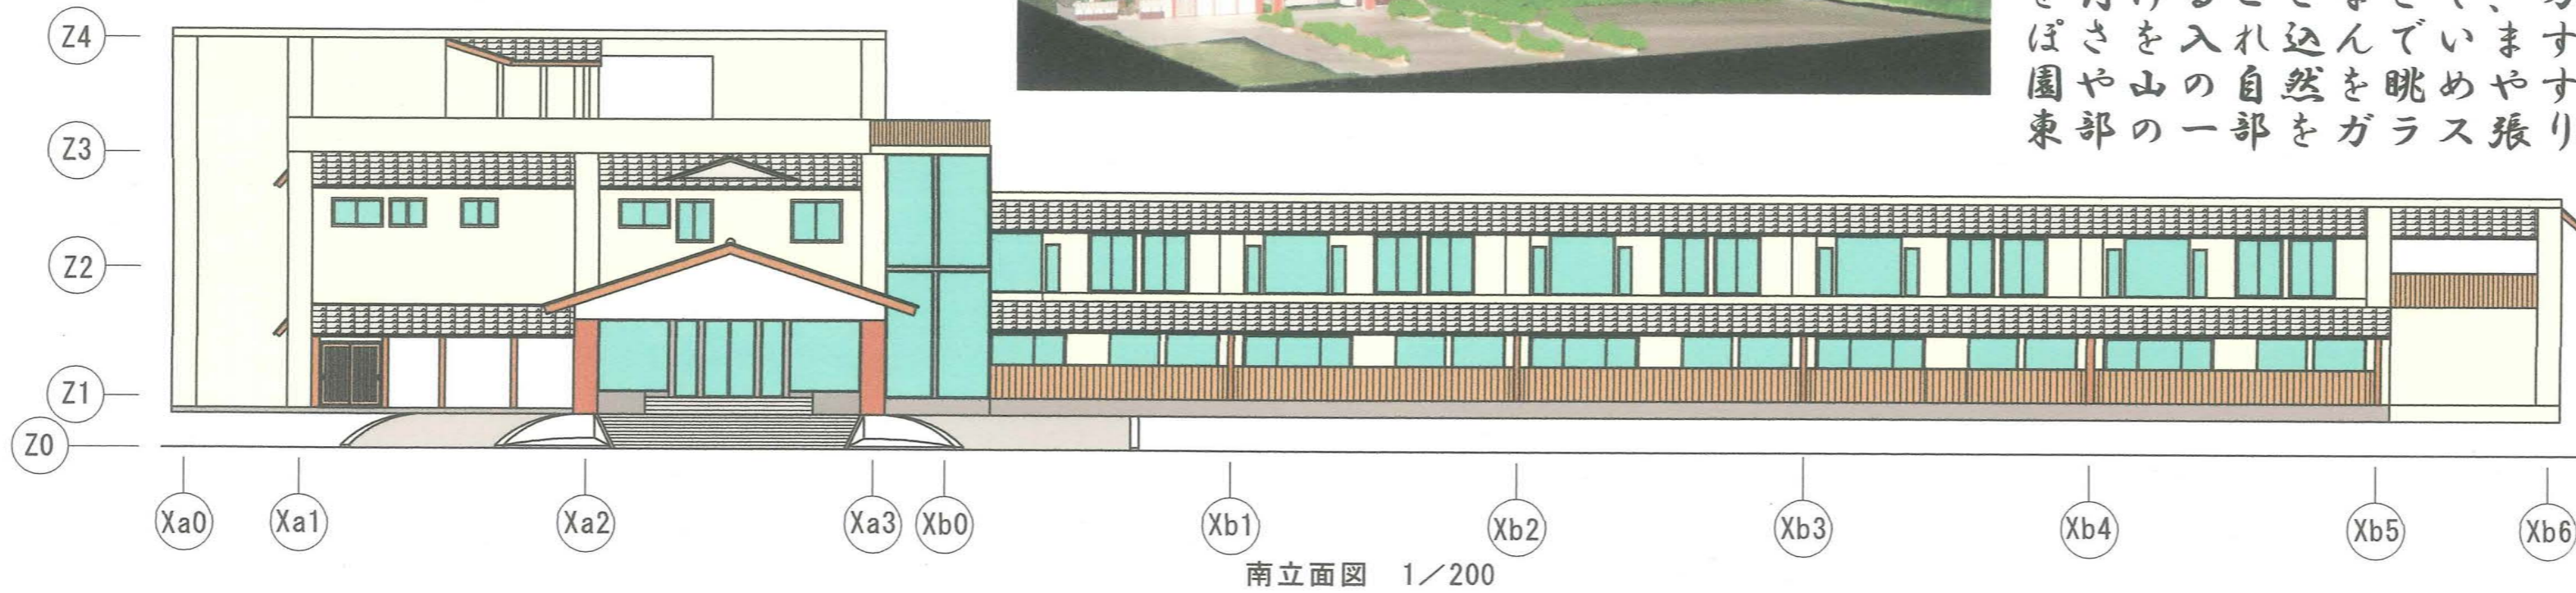 ぽさを入れ込んでいます
園や山の自然を眺めやす
東部の一部をガラス張り
Z4
Z3
Z2
Z1
Z0
Xa0 Xa1 Xa2 Xa3 Xb0 Xb1 Xb2 Xb3 Xb4 Xb5 Xb6
南立面図 1／200